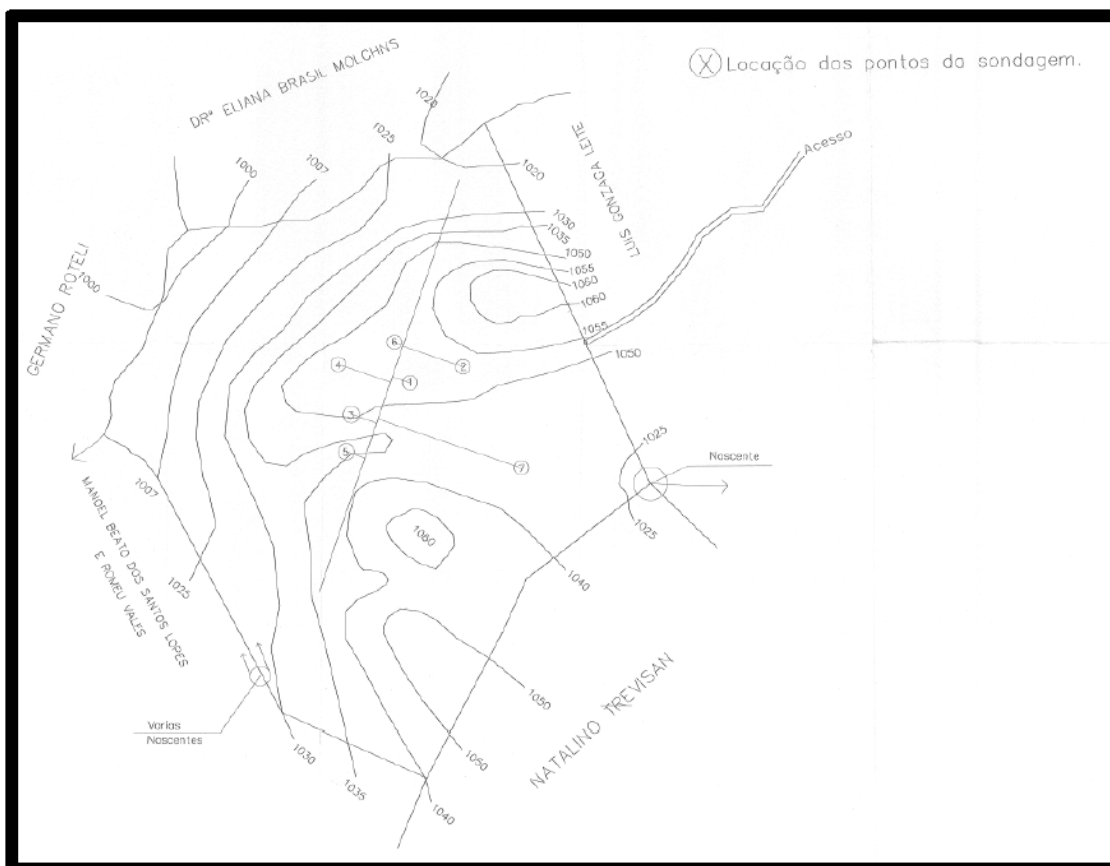 X Locação dos pontos da sondagem.
DRª ELIANA BRASIL MOLCHNS
LUIS GONZAGA LEITE
Acesso
GERMANO ROTELI
MANOEL BEATO DOS SANTOS LOPES
E ROMEU VALES
NATALINO TREVISAN
Nascente
Varias
Nascentes
1020
1025
1007
1000
1020
1030
1035
1050
1055
1060
1060
1055
1050
1000
6
4
2
1
3
5
7
1025
1025
1007
1060
1025
1040
1050
1030
1035
1050
1040